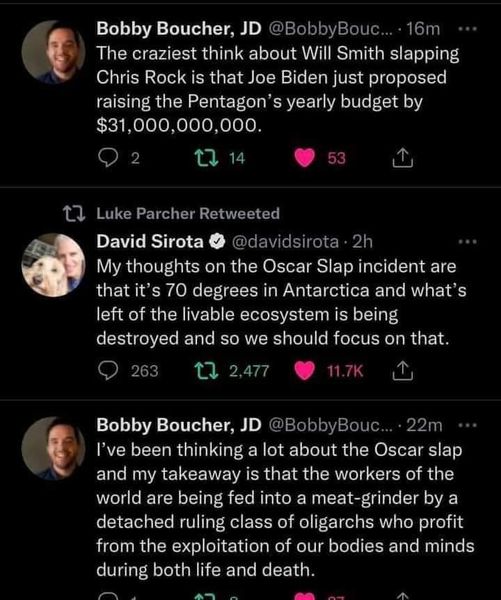 Bobby Boucher, JD @BobbyBouc... · 16m
The craziest think about Will Smith slapping
Chris Rock is that Joe Biden just proposed
raising the Pentagon's yearly budget by
$31,000,000,000.
2 14 53
Luke Parcher Retweeted
David Sirota @davidsirota · 2h
My thoughts on the Oscar Slap incident are
that it's 70 degrees in Antarctica and what's
left of the livable ecosystem is being
destroyed and so we should focus on that.
263 2,477 11.7K
Bobby Boucher, JD @BobbyBouc... · 22m
I've been thinking a lot about the Oscar slap
and my takeaway is that the workers of the
world are being fed into a meat-grinder by a
detached ruling class of oligarchs who profit
from the exploitation of our bodies and minds
during both life and death.